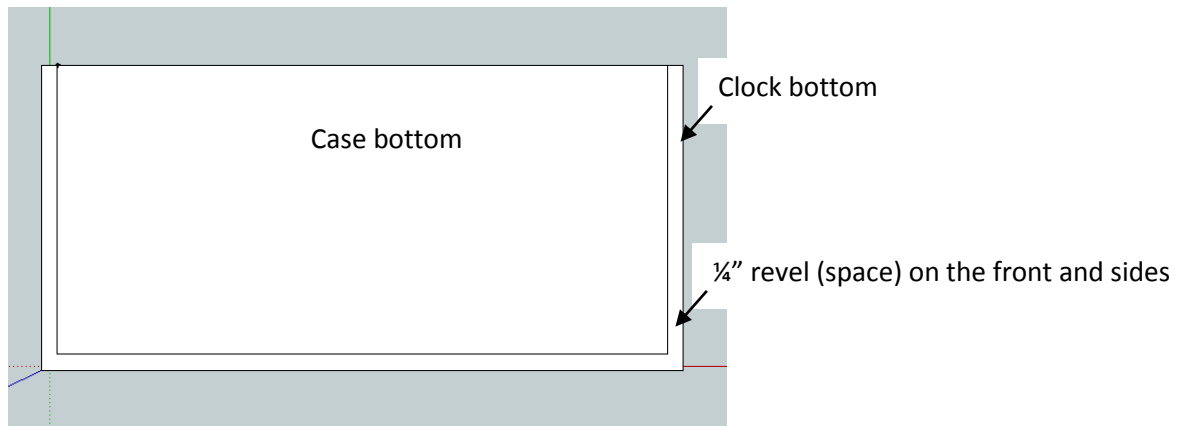 Clock bottom
Case bottom
¼” revel (space) on the front and sides